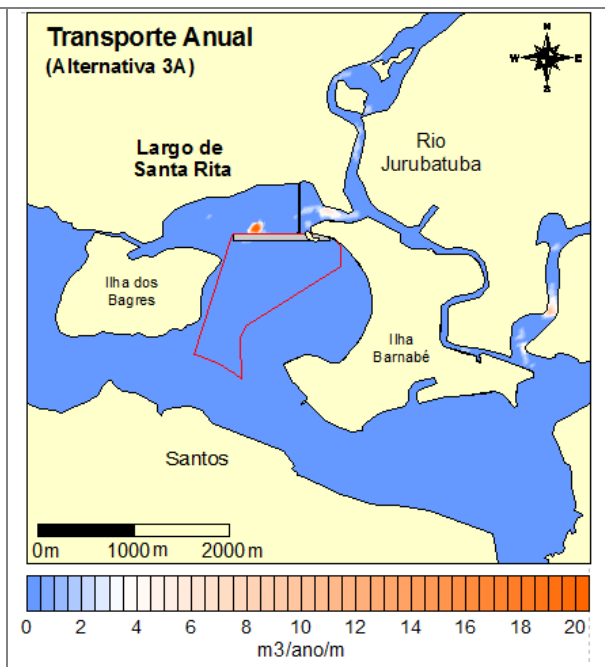 Transporte Anual
(Alternativa 3A)
N
W E
S
Largo de
Santa Rita
Rio
Jurubatuba
Ilha dos
Bagres
Ilha
Barnabé
Santos
0m 1000m 2000m
0 2 4 6 8 10 12 14 16 18 20
m3/ano/m